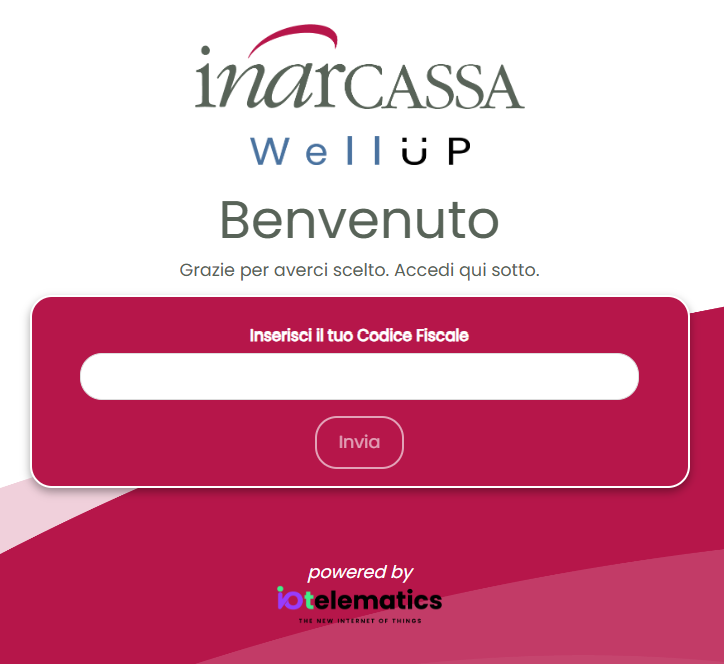 inarCASSA
WellUP
Benvenuto
Grazie per averci scelto. Accedi qui sotto.
Inserisci il tuo Codice Fiscale
Invia
powered by
iotelematics
THE NEW INTERNET OF THINGS